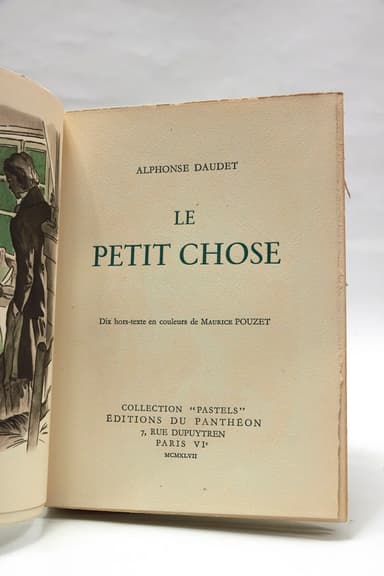 ALPHONSE DAUDET
LE
PETIT CHOSE
Dix hors-texte en couleurs de MAURICE POUZET
COLLECTION "PASTELS"
ÉDITIONS DU PANTHÉON
7, RUE DUPUYTREN
PARIS VIᵉ
MCMXLVII